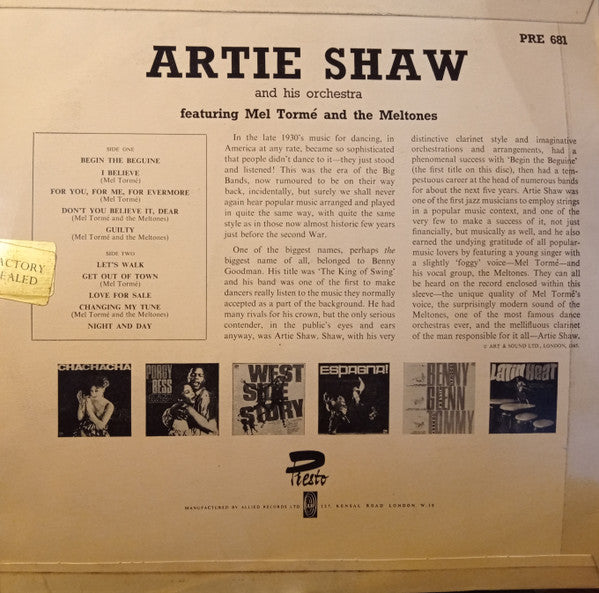 PRE 681
ARTIE SHAW
and his orchestra
featuring Mel Tormé and the Meltones
SIDE ONE
BEGIN THE BEGUINE
I BELIEVE
(Mel Tormé)
FOR YOU, FOR ME, FOR EVERMORE
(Mel Tormé)
DON'T YOU BELIEVE IT, DEAR
(Mel Tormé and the Meltones)
GUILTY
(Mel Tormé and the Meltones)
SIDE TWO
LET'S WALK
GET OUT OF TOWN
(Mel Tormé)
LOVE FOR SALE
CHANGING MY TUNE
(Mel Tormé and the Meltones)
NIGHT AND DAY
ACTORY
EALED
In the late 1930's music for dancing, in
America at any rate, became so sophisticated
that people didn't dance to it—they just stood
and listened! This was the era of the Big
Bands, now rumoured to be on their way
back, incidentally, but surely we shall never
again hear popular music arranged and played
in quite the same way, with quite the same
style as in those now almost historic few years
just before the second War.
One of the biggest names, perhaps the
biggest name of all, belonged to Benny
Goodman. His title was 'The King of Swing'
and his band was one of the first to make
dancers really listen to the music they normally
accepted as a part of the background. He had
many rivals for his crown, but the only serious
contender, in the public's eyes and ears
anyway, was Artie Shaw. Shaw, with his very
distinctive clarinet style and imaginative
orchestrations and arrangements, had a
phenomenal success with 'Begin the Beguine'
(the first title on this disc), then had a tem-
pestuous career at the head of numerous bands
for about the next five years. Artie Shaw was
one of the first jazz musicians to employ strings
in a popular music context, and one of the
very few to make a success of it, not just
financially, but musically as well, and he also
earned the undying gratitude of all popular-
music lovers by featuring a young singer with
a slightly 'foggy' voice—Mel Tormé—and
his vocal group, the Meltones. They can all
be heard on the record enclosed within this
sleeve—the unique quality of Mel Tormé's
voice, the surprisingly modern sound of the
Meltones, one of the most famous dance
orchestras ever, and the mellifluous clarinet
of the man responsible for it all—Artie Shaw.
© ART & SOUND LTD., LONDON,
CHACHACHA
PORGY
BESS
WEST
SIDE
STORY
ESPAGNA!
BENNY
GLENN
TOMMY
Latin Heat
Presto
MANUFACTURED BY ALLIED RECORDS LTD 237, KENSAL ROAD LONDON W.10